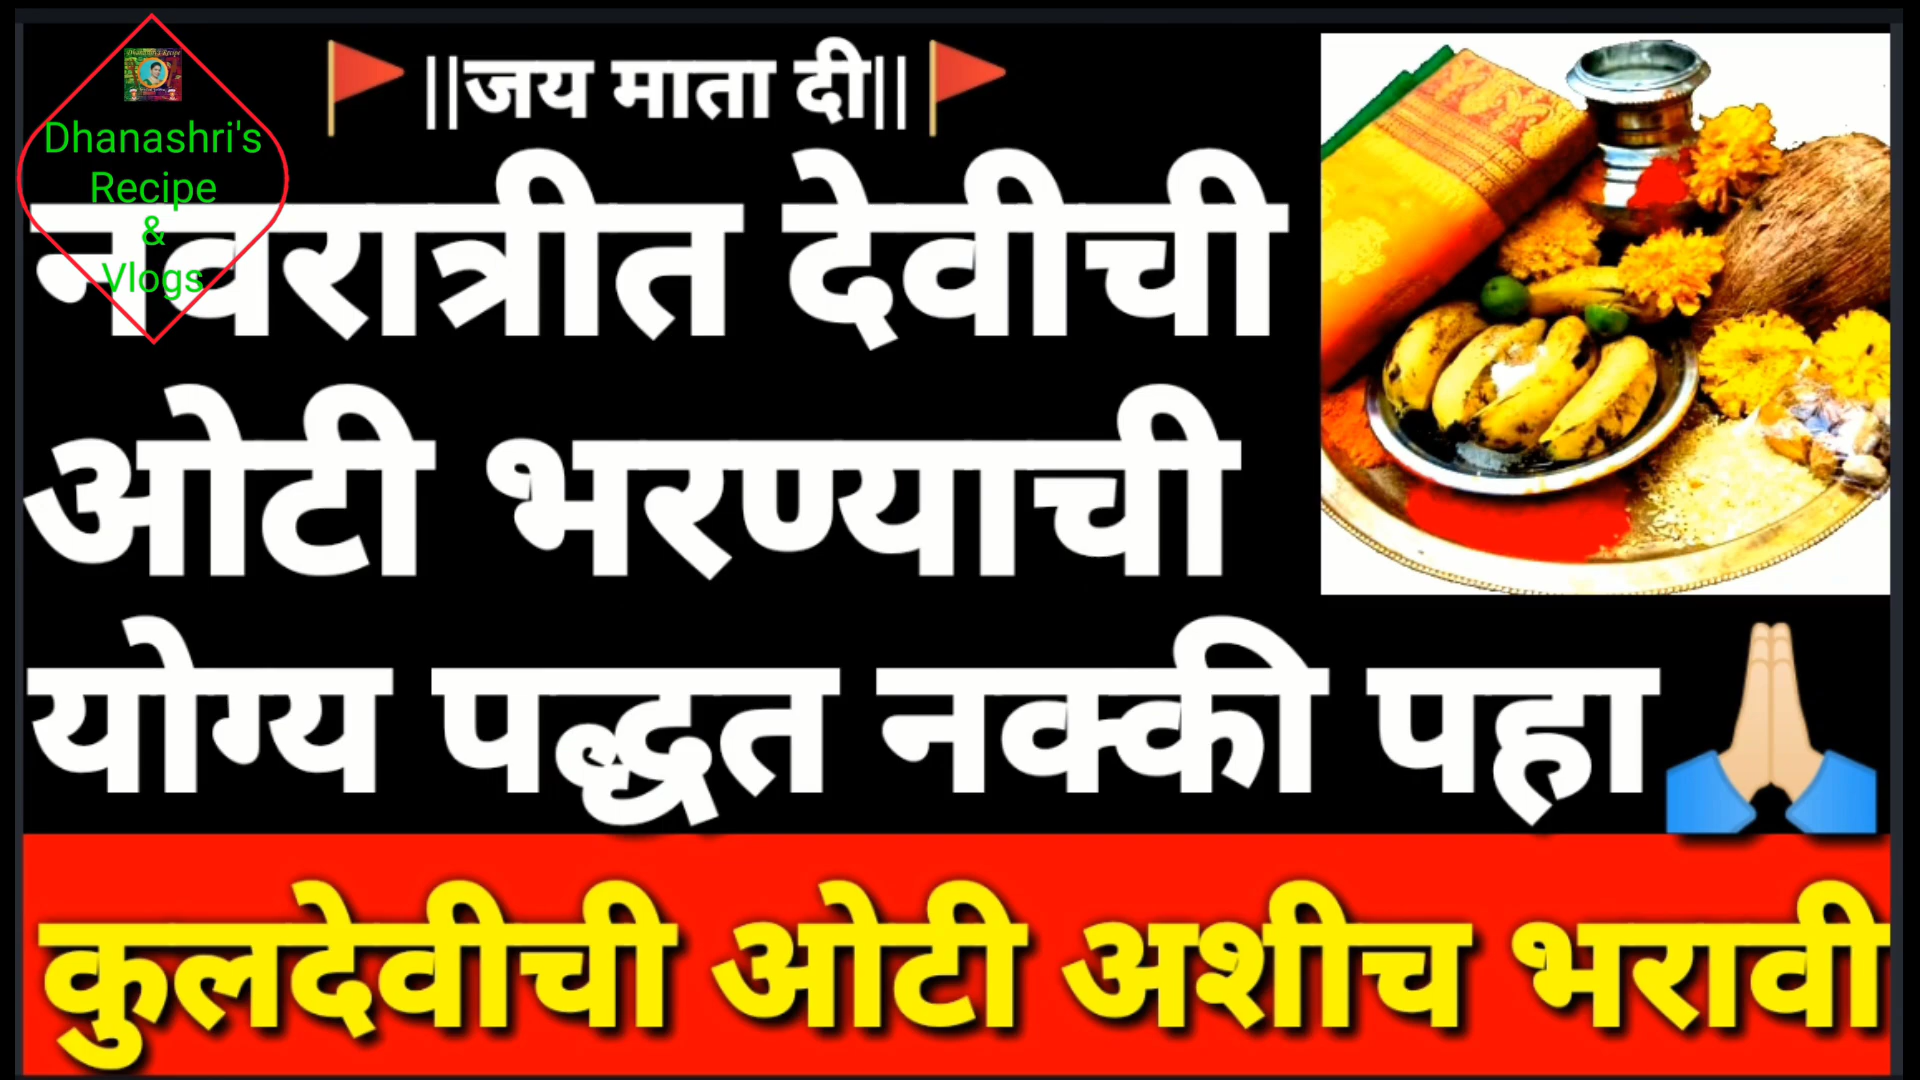 Dhanashri's
Recipe
&
Vlogs
||जय माता दी||
नवरात्रीत देवीची
ओटी भरण्याची
योग्य पद्धत नक्की पहा
कुलदेवीची ओटी अशीच भरावी